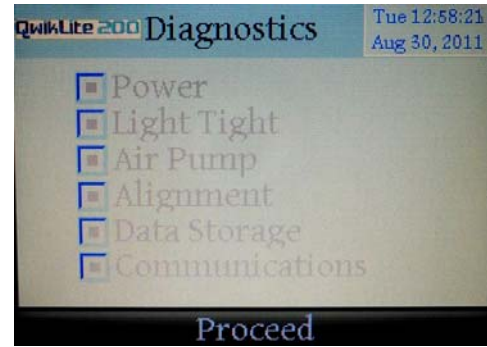 QwikLite 200 Diagnostics
Tue 12:58:21
Aug 30, 2011
Power
Light Tight
Air Pump
Alignment
Data Storage
Communications
Proceed